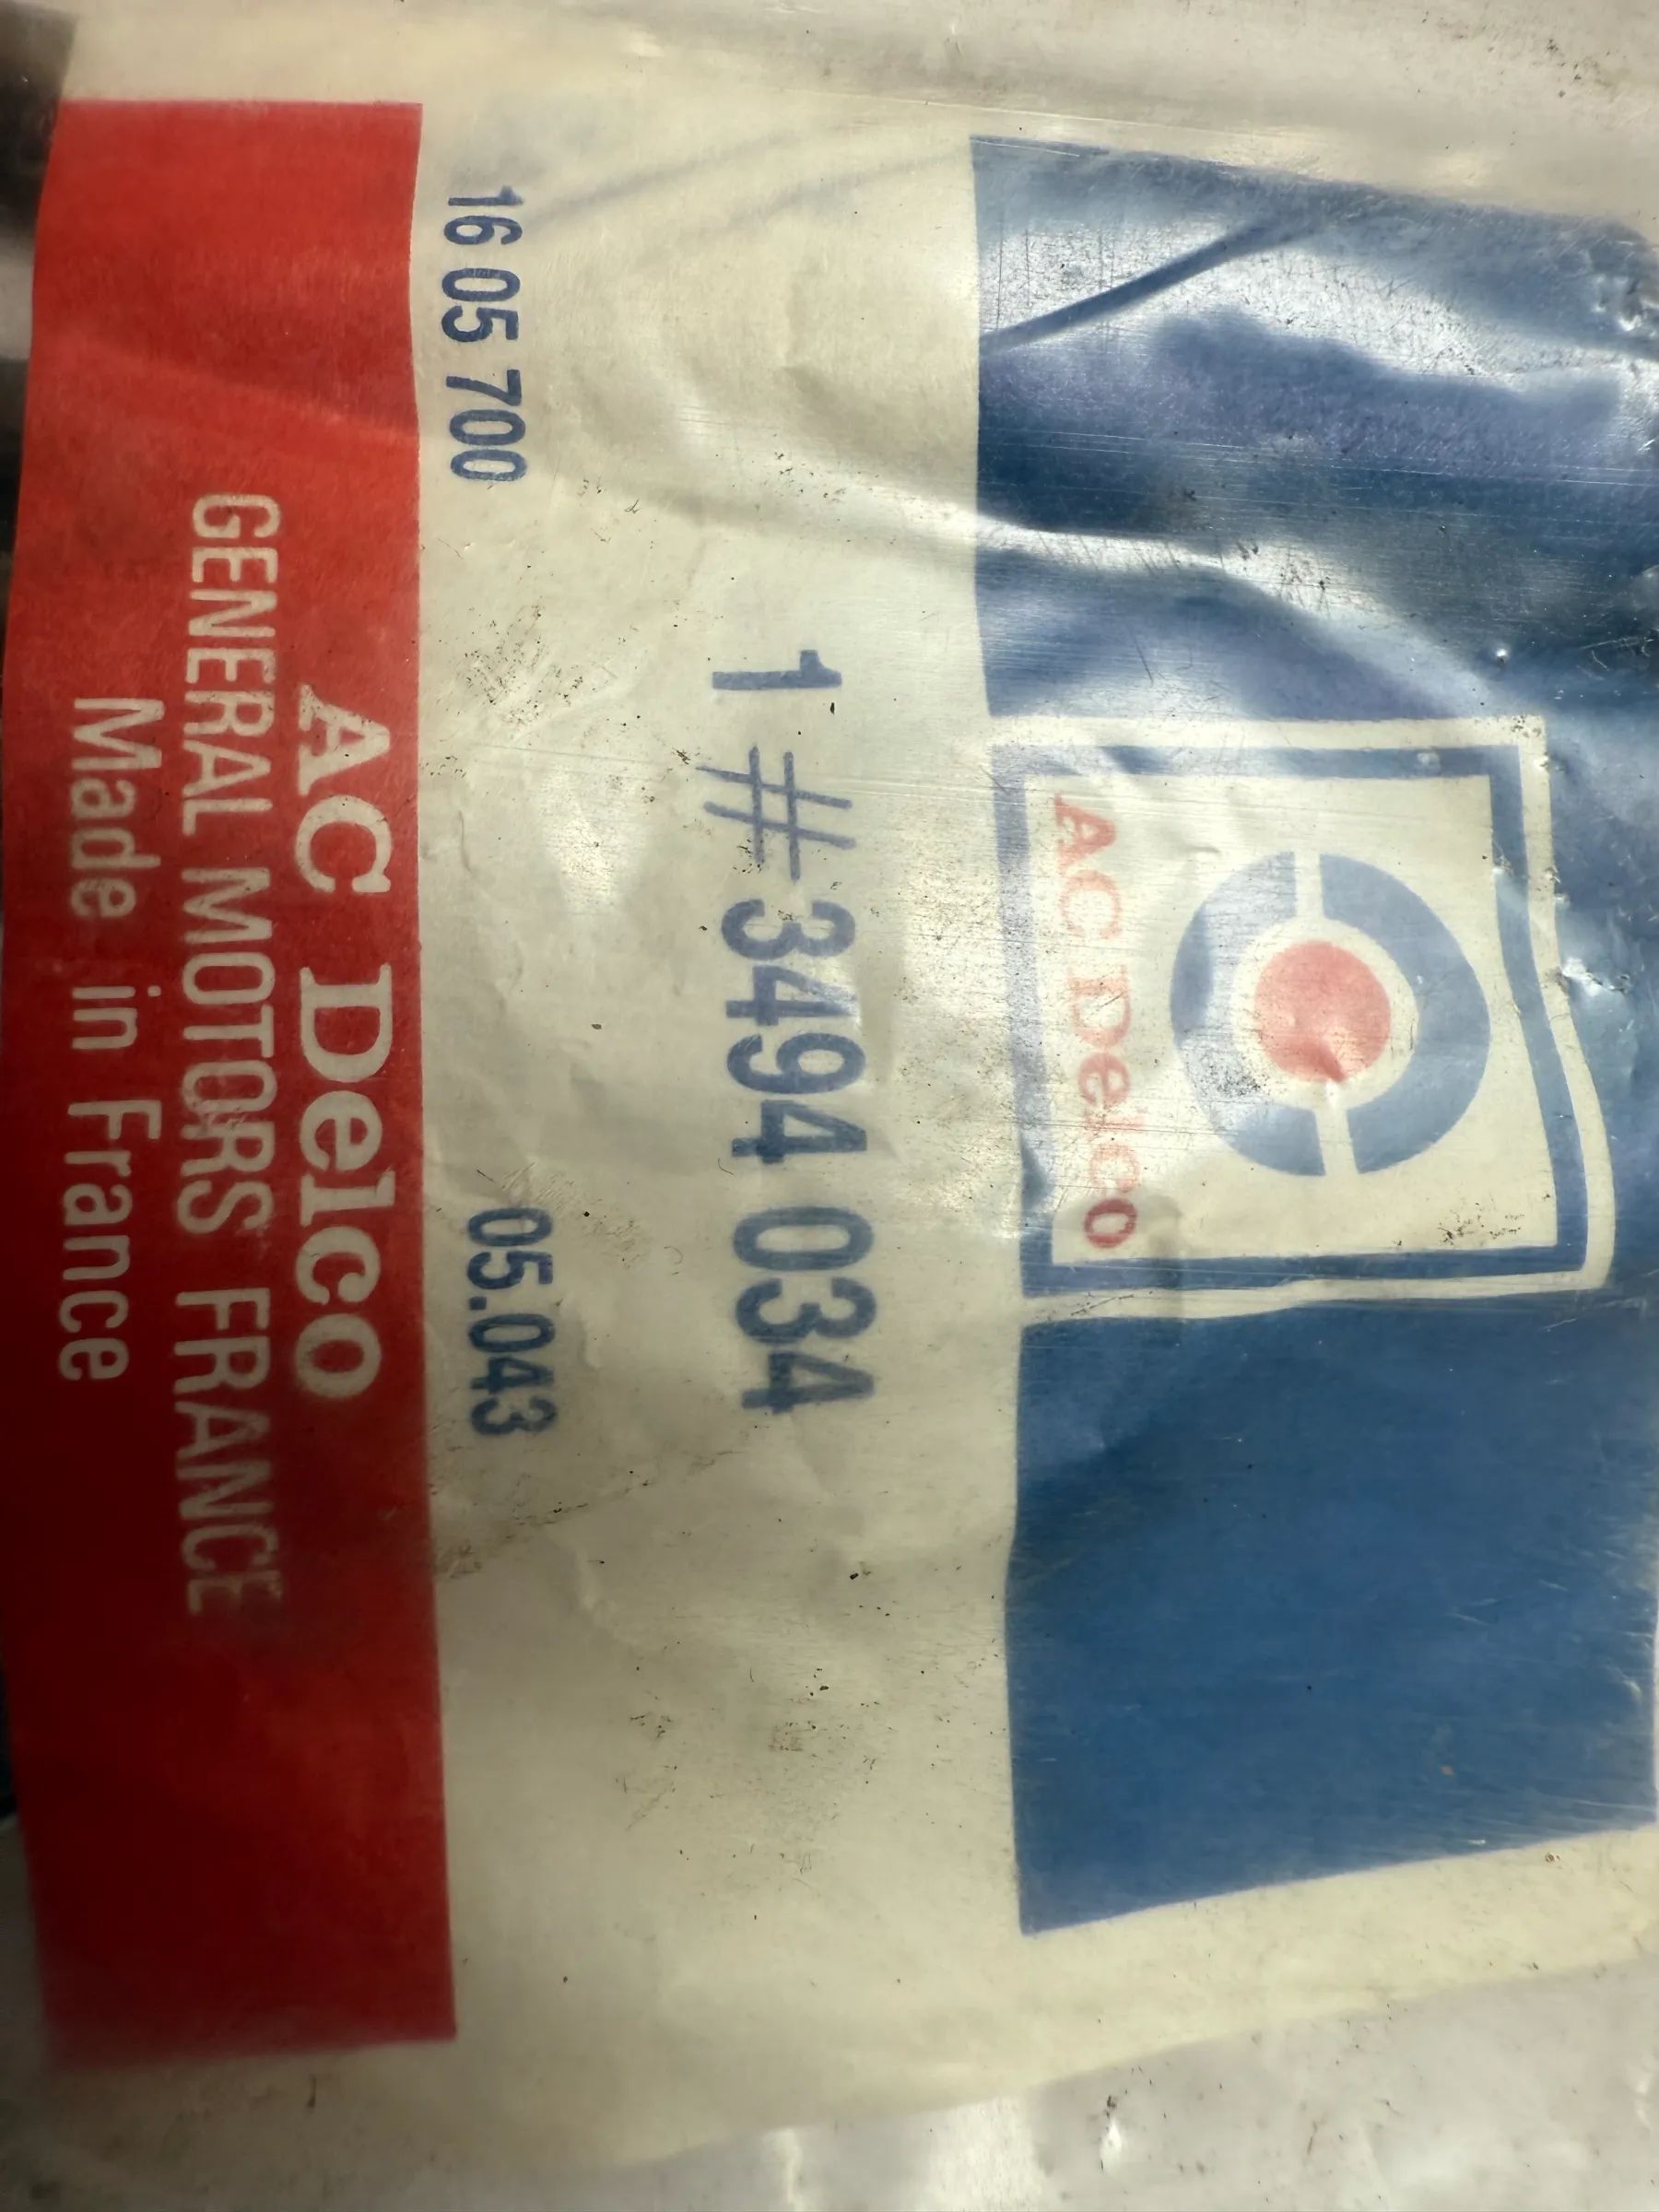 AC Delco
1 # 3494 034
16 05 700 05.043
AC Delco
GENERAL MOTORS FRANCE
Made in France